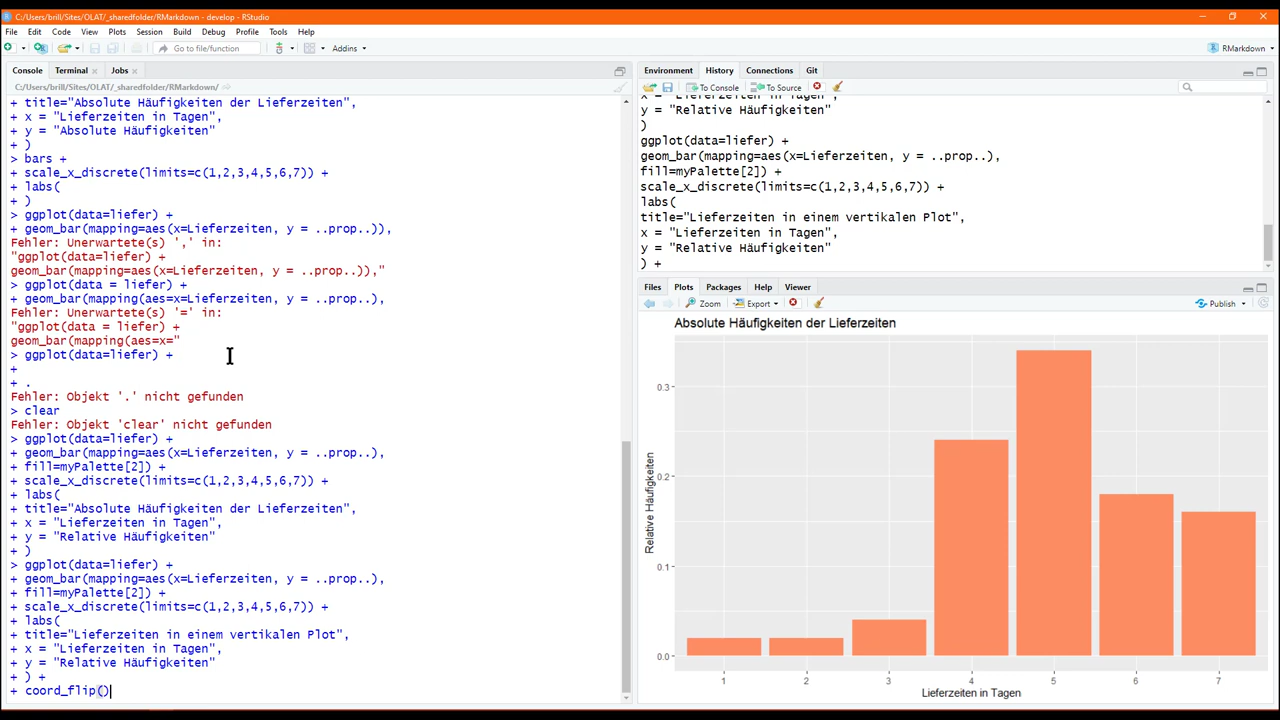 C:/Users/brill/Sites/OLAT/_sharedfolder/RMarkdown - develop - RStudio
File Edit Code View Plots Session Build Debug Profile Tools Help
Go to file/function Addins RMarkdown
Console Terminal Jobs
C:/Users/brill/Sites/OLAT/_sharedfolder/RMarkdown/
+ title="Absolute Häufigkeiten der Lieferzeiten",
+ x = "Lieferzeiten in Tagen",
+ y = "Absolute Häufigkeiten"
+ )
> bars +
+ scale_x_discrete(limits=c(1,2,3,4,5,6,7)) +
+ labs(
+ )
> ggplot(data=liefer) +
+ geom_bar(mapping=aes(x=Lieferzeiten, y = ..prop..)),
Fehler: Unerwartete(s) ',' in:
"ggplot(data=liefer) +
geom_bar(mapping=aes(x=Lieferzeiten, y = ..prop..)),"
> ggplot(data = liefer) +
+ geom_bar(mapping(aes=x=Lieferzeiten, y = ..prop..),
Fehler: Unerwartete(s) '=' in:
"ggplot(data = liefer) +
geom_bar(mapping(aes=x="
> ggplot(data=liefer) +
+
+ .
Fehler: Objekt '.' nicht gefunden
> clear
Fehler: Objekt 'clear' nicht gefunden
> ggplot(data=liefer) +
+ geom_bar(mapping=aes(x=Lieferzeiten, y = ..prop..),
+ fill=myPalette[2]) +
+ scale_x_discrete(limits=c(1,2,3,4,5,6,7)) +
+ labs(
+ title="Absolute Häufigkeiten der Lieferzeiten",
+ x = "Lieferzeiten in Tagen",
+ y = "Relative Häufigkeiten"
+ )
> ggplot(data=liefer) +
+ geom_bar(mapping=aes(x=Lieferzeiten, y = ..prop..),
+ fill=myPalette[2]) +
+ scale_x_discrete(limits=c(1,2,3,4,5,6,7)) +
+ labs(
+ title="Lieferzeiten in einem vertikalen Plot",
+ x = "Lieferzeiten in Tagen",
+ y = "Relative Häufigkeiten"
+ ) +
+ coord_flip()
Environment History Connections Git
To Console To Source
x = "Lieferzeiten in Tagen",
y = "Relative Häufigkeiten"
)
ggplot(data=liefer) +
geom_bar(mapping=aes(x=Lieferzeiten, y = ..prop..),
fill=myPalette[2]) +
scale_x_discrete(limits=c(1,2,3,4,5,6,7)) +
labs(
title="Lieferzeiten in einem vertikalen Plot",
x = "Lieferzeiten in Tagen",
y = "Relative Häufigkeiten"
) +
Files Plots Packages Help Viewer
Zoom Export Publish
Absolute Häufigkeiten der Lieferzeiten
Relative Häufigkeiten
0.3
0.2
0.1
0.0
1 2 3 4 5 6 7
Lieferzeiten in Tagen